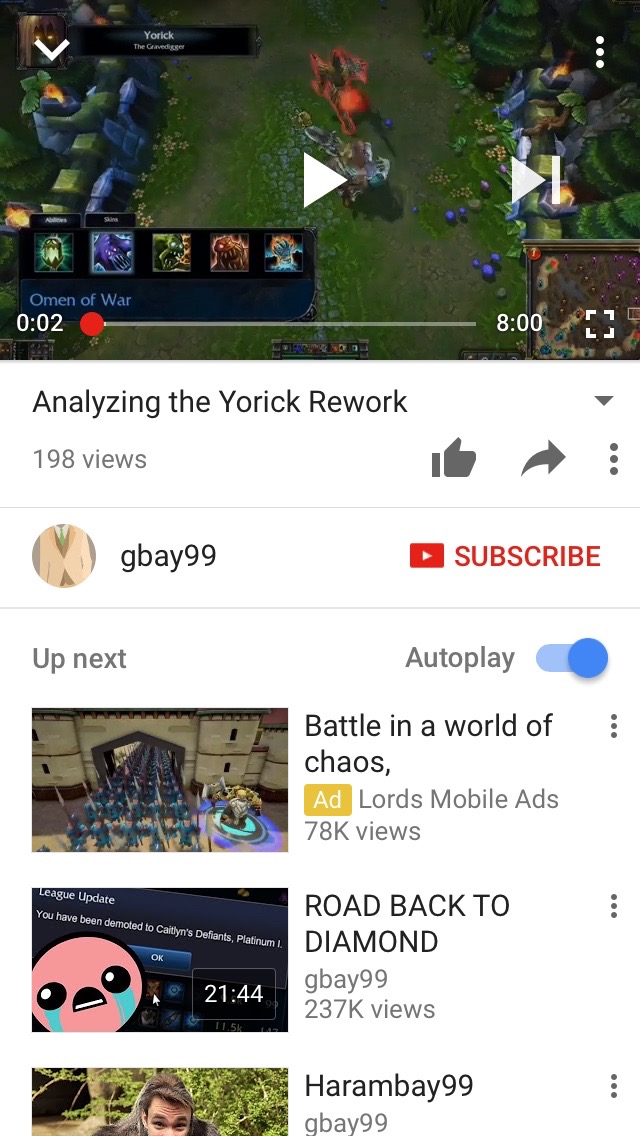 Yorick
The Gravedigger
Abilities
Skins
Omen of War
0:02
8:00
Analyzing the Yorick Rework
198 views
gbay99
SUBSCRIBE
Up next
Autoplay
Battle in a world of
chaos,
Ad Lords Mobile Ads
78K views
League Update
You have been demoted to Caitlyn's Defiants, Platinum I.
OK
21:44
ROAD BACK TO
DIAMOND
gbay99
237K views
Harambay99
gbay99